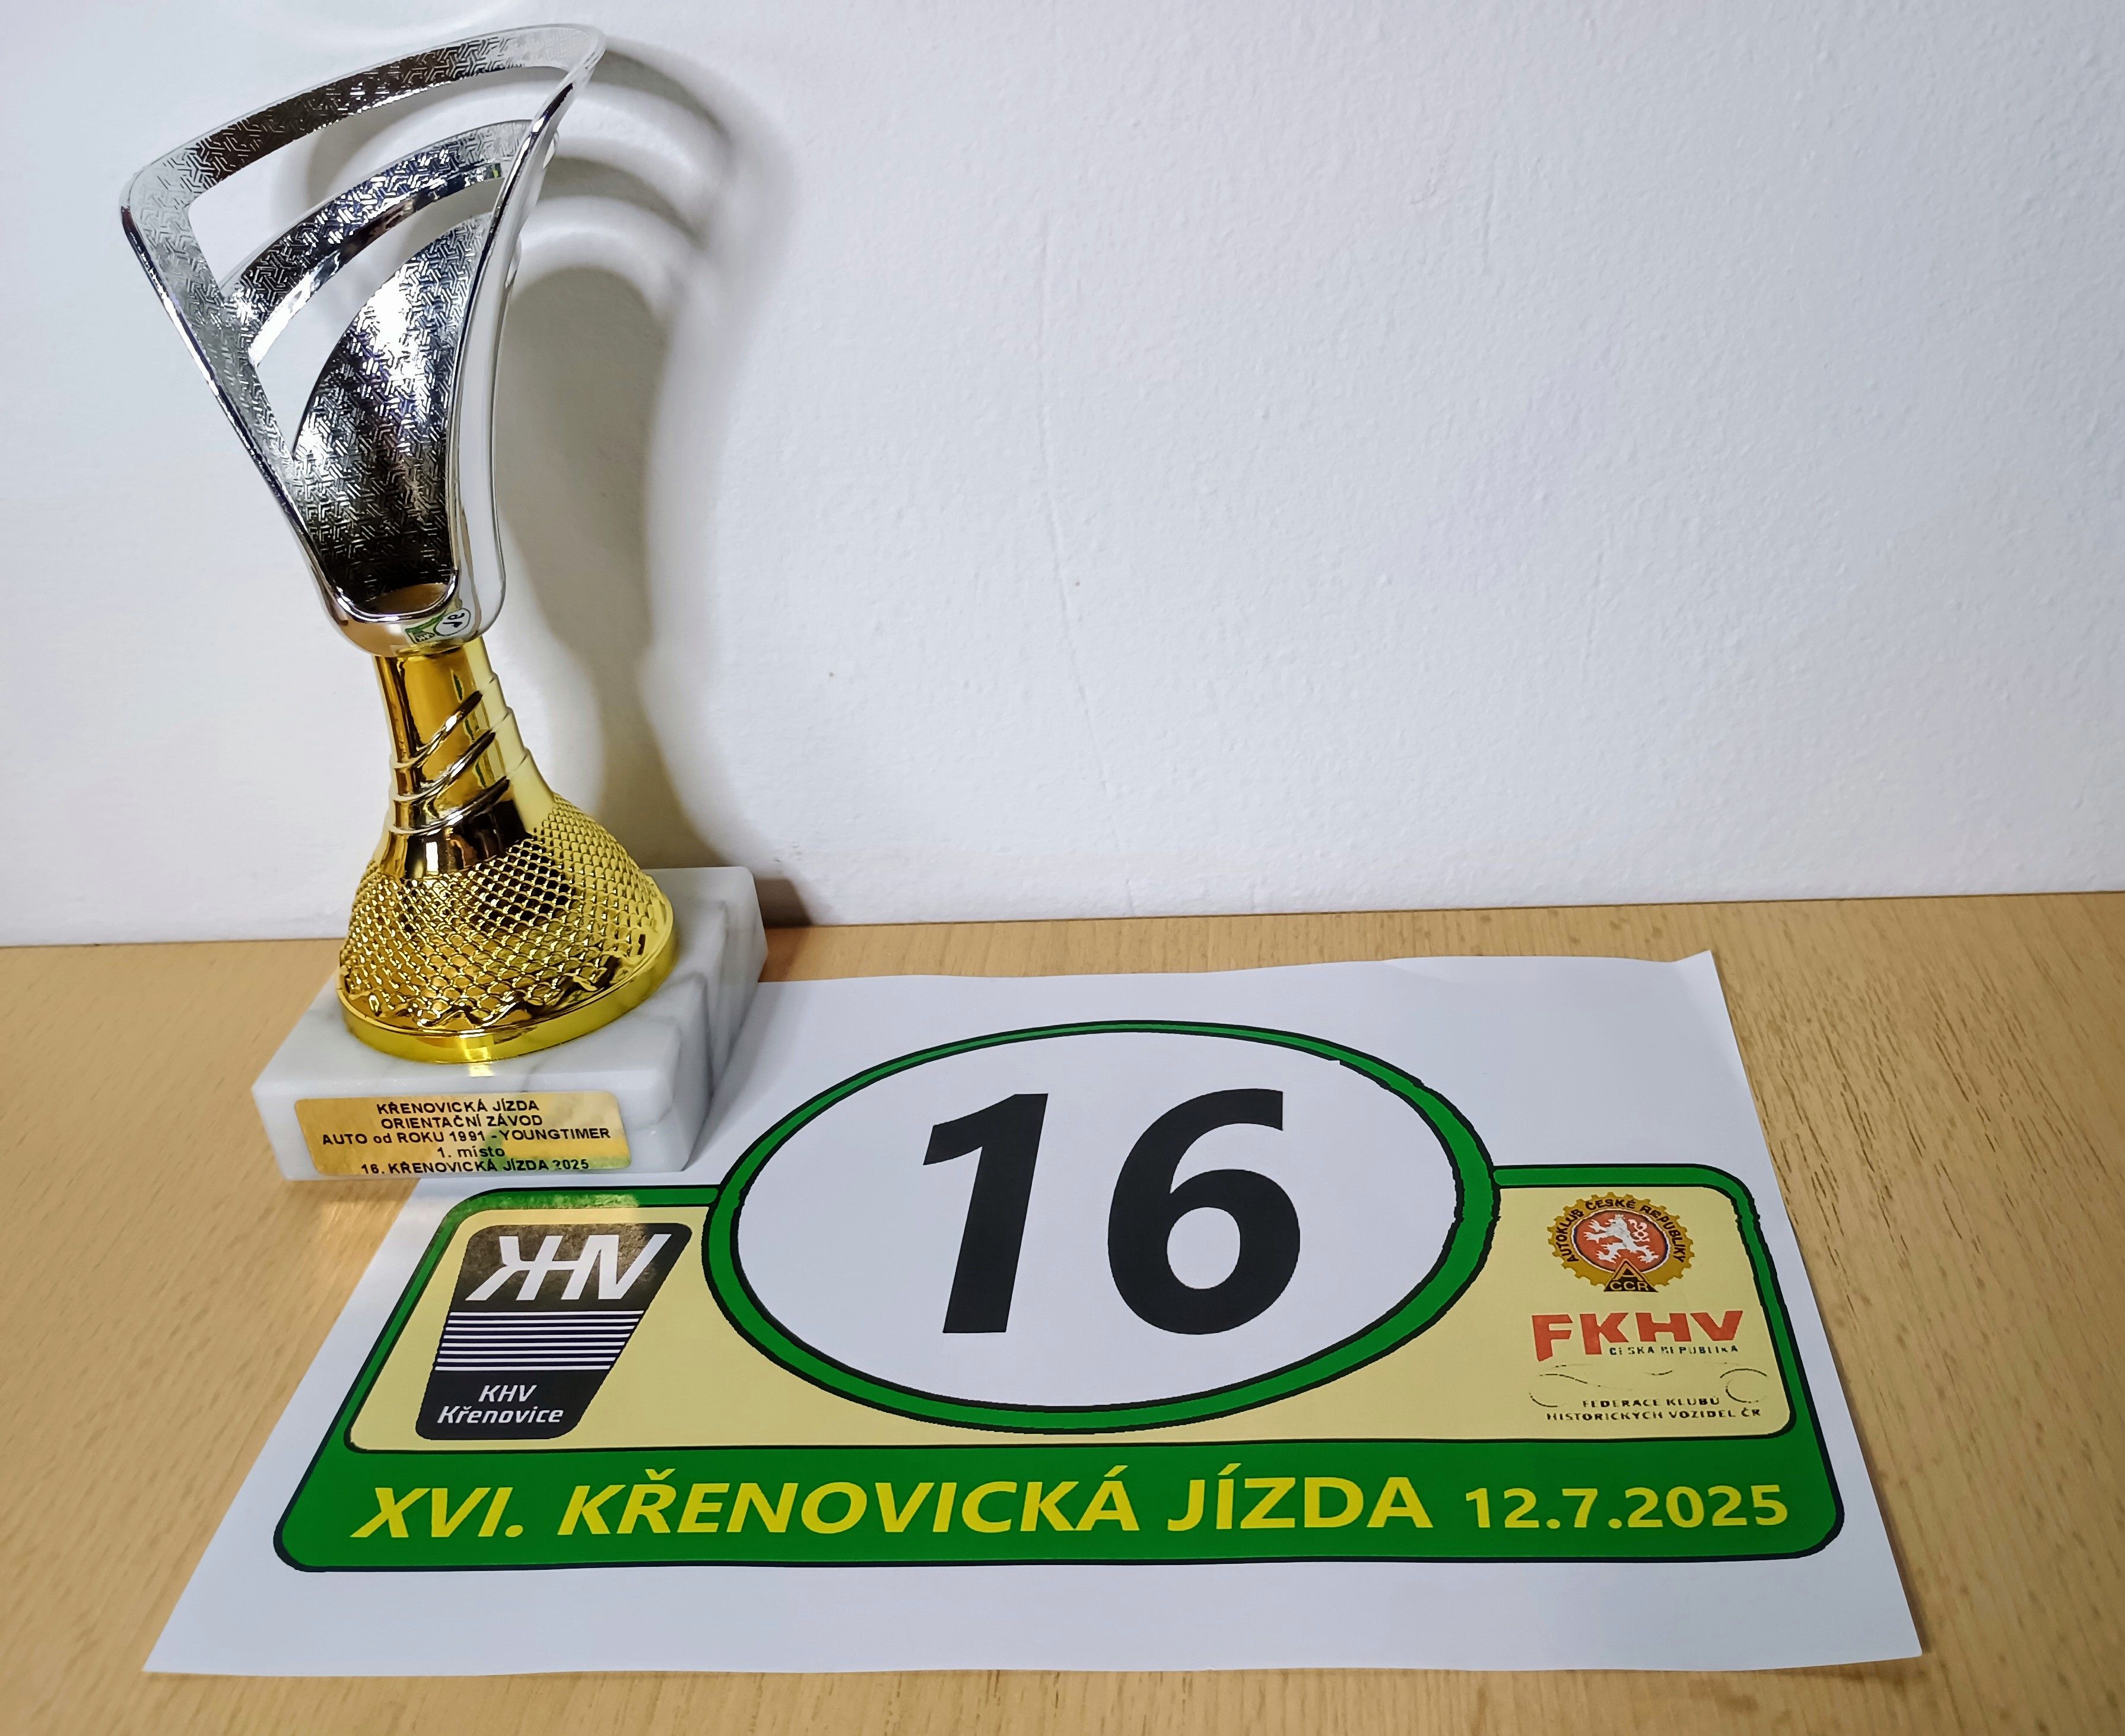 KŘENOVICKÁ JÍZDA
ORIENTAČNÍ ZÁVOD
AUTO od ROKU 1991 - YOUNGTIMER
1. místo
16. KŘENOVICKÁ JÍZDA 2025
16
KHV
KHV
Křenovice
AUTOKLUB ČESKÉ REPUBLIKY
AČCR
FKHV
ČESKÁ REPUBLIKA
FEDERACE KLUBŮ
HISTORICKÝCH VOZIDEL ČR
XVI. KŘENOVICKÁ JÍZDA 12.7.2025